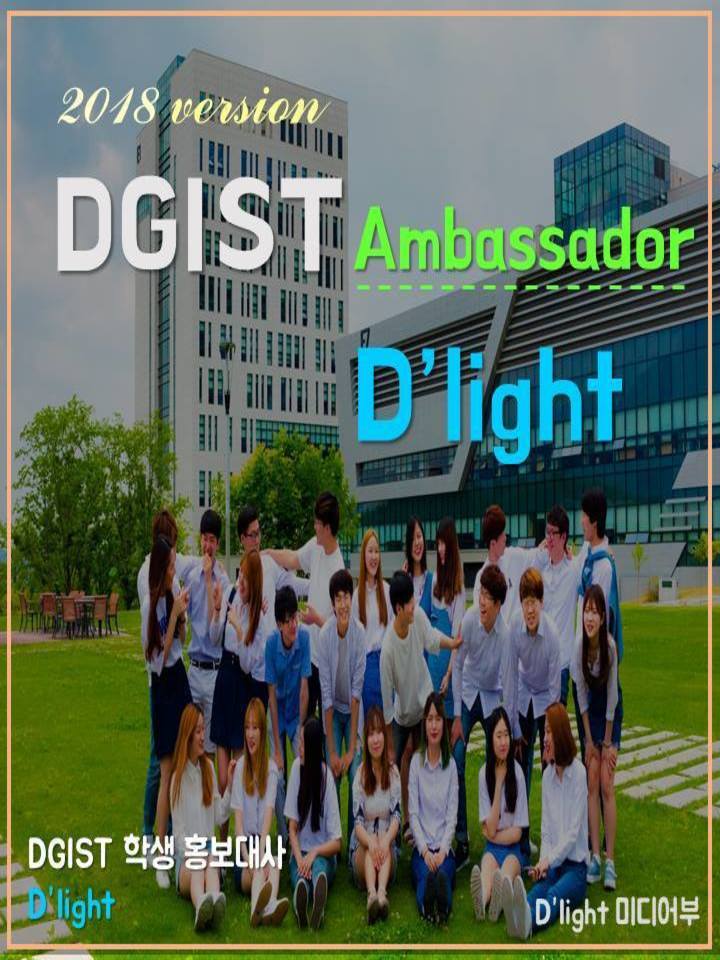 2018 version
DGIST Ambassador
D'light
DGIST 학생 홍보대사
D'light
D'light 미디어부